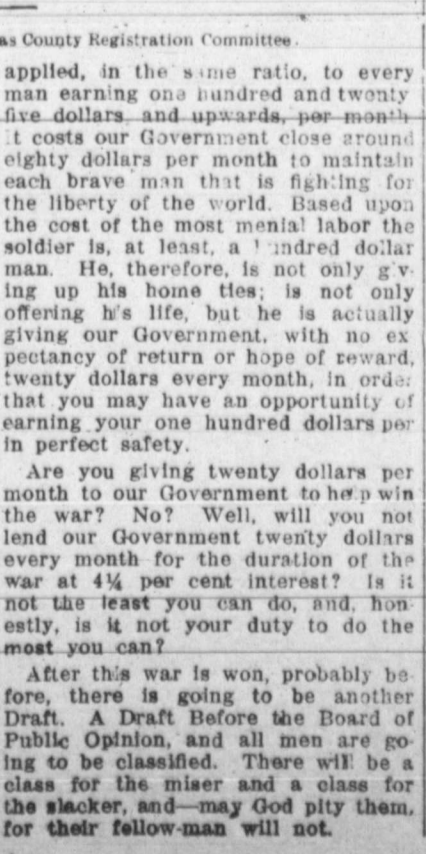 as County Registration Committee.
applied, in the same ratio, to every
man earning one hundred and twenty
five dollars and upwards, per month
it costs our Government close around
eighty dollars per month to maintain
each brave man that is fighting for
the liberty of the world. Based upon
the cost of the most menial labor the
soldier is, at least, a hundred dollar
man. He, therefore, is not only giv-
ing up his home ties; is not only
offering his life, but he is actually
giving our Government, with no ex
pectancy of return or hope of reward,
twenty dollars every month, in order
that you may have an opportunity of
earning your one hundred dollars per
in perfect safety.
Are you giving twenty dollars per
month to our Government to help win
the war? No? Well, will you not
lend our Government twenty dollars
every month for the duration of the
war at 4¼ per cent interest? Is it
not the least you can do, and, hon-
estly, is it not your duty to do the
most you can?
After this war is won, probably be-
fore, there is going to be another
Draft. A Draft Before the Board of
Public Opinion, and all men are go-
ing to be classified. There will be a
class for the miser and a class for
the slacker, and—may God pity them,
for their fellow-man will not.